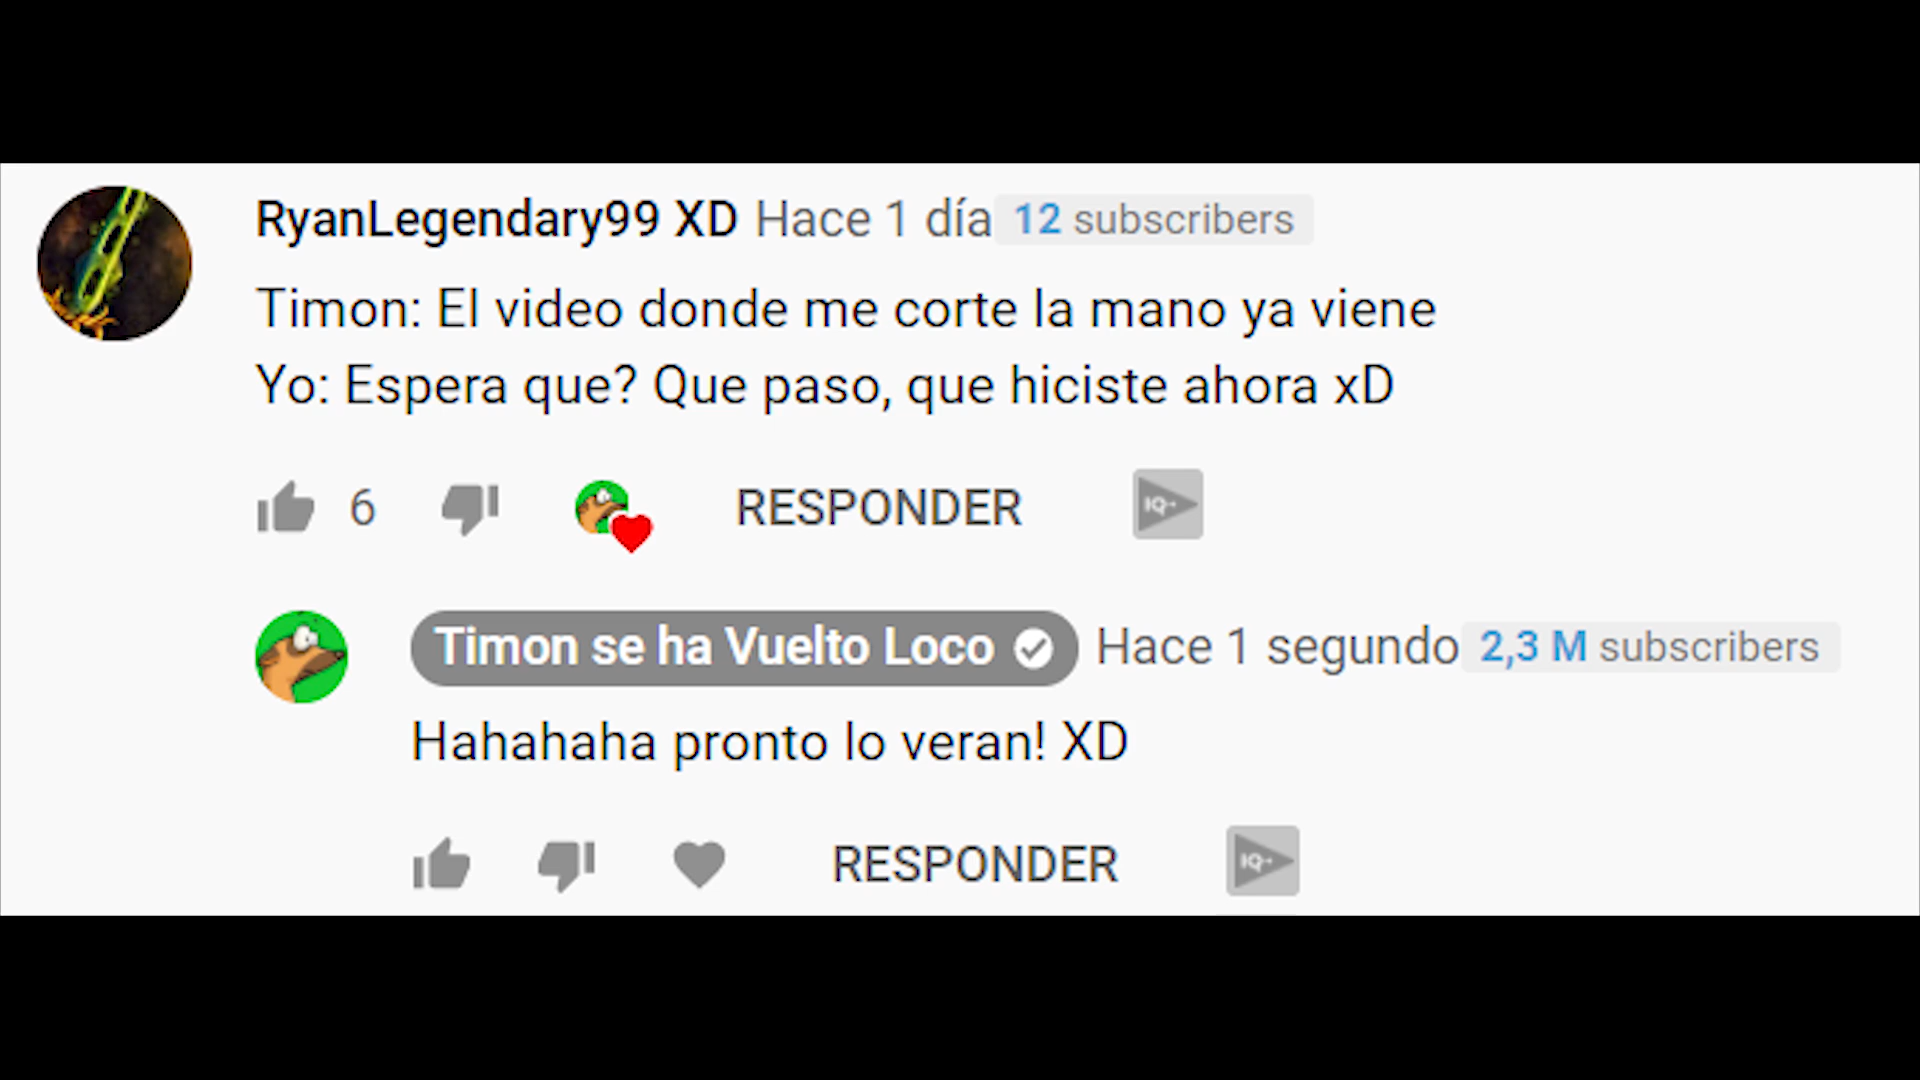 RyanLegendary99 XD Hace 1 día 12 subscribers
Timon: El video donde me corte la mano ya viene
Yo: Espera que? Que paso, que hiciste ahora xD
6 RESPONDER IQ
Timon se ha Vuelto Loco Hace 1 segundo 2,3 M subscribers
Hahahaha pronto lo veran! XD
RESPONDER IQ